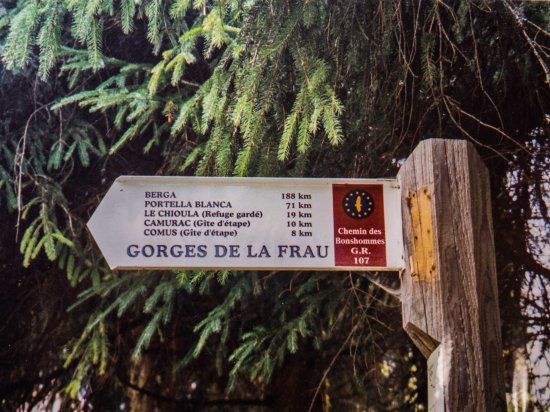 BERGA 188 km
PORTELLA BLANCA 71 km
LE CHIOULA (Refuge gardé) 19 km
CAMURAC (Gîte d'étape) 10 km
COMUS (Gîte d'étape) 8 km
GORGES DE LA FRAU
Chemin des
Bonshommes
G.R.
107